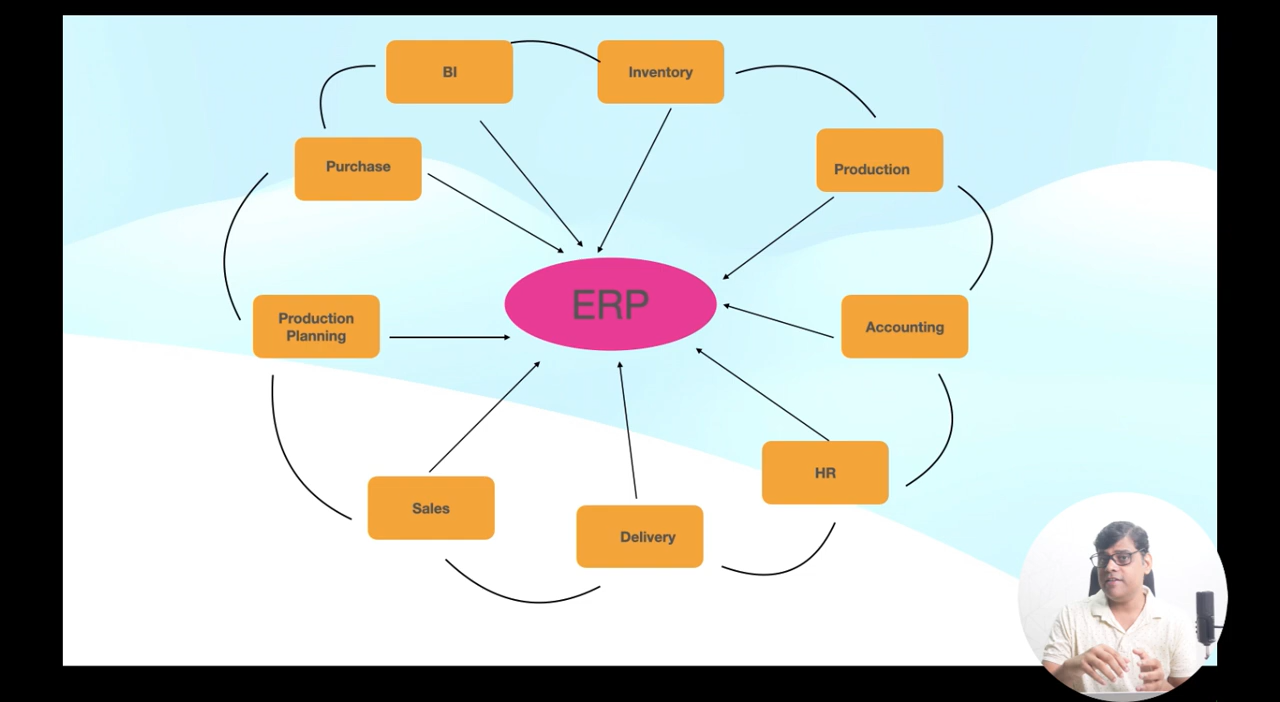 BI
Inventory
Purchase
Production
ERP
Production
Planning
Accounting
HR
Sales
Delivery